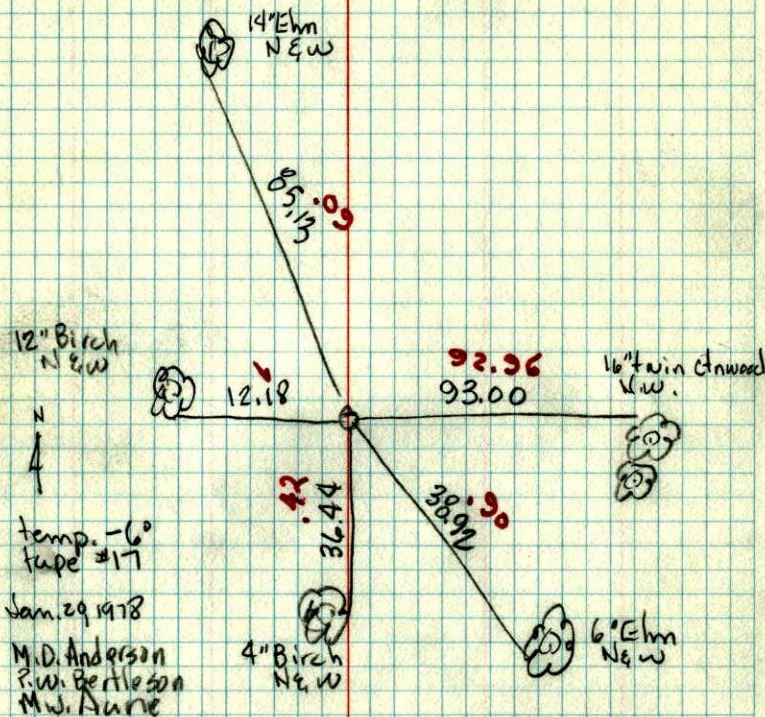 14" Elm
N & W
85.13
.09
12" Birch
N & W
12.18
92.96
93.00
16" twin ctnwood
N.W.
N
.42
36.44
38.92
.90
temp. -6°
tape #17
Jan. 29, 1978
M.D. Anderson
P.W. Bertleson
M.J. Aune
4" Birch
N & W
6" Elm
N & W